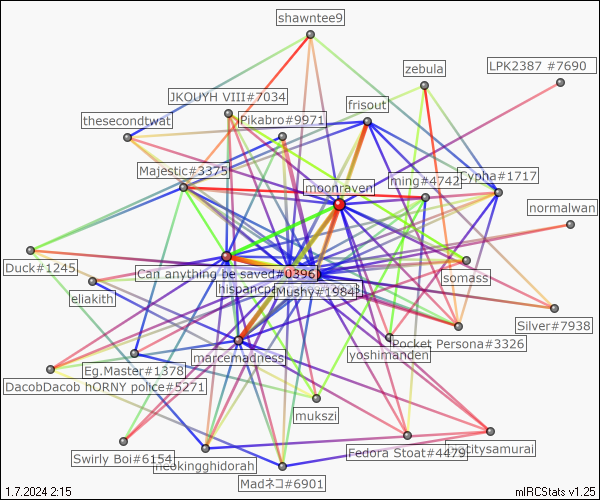 shawntee9
zebula
LPK2387 #7690
JKOUYH VIII#7034
frisout
thesecondtwat
Pikabro#9971
Majestic#3375
moonraven
ming#4742
Cypha#1717
normalwan
Duck#1245
Can anything be saved#0396
somass
eliakith
Mushy#1984
Silver#7938
Pocket Persona#3326
yoshimanden
marcemadness
Eg.Master#1378
DacobDacob hORNY police#5271
mukszi
Swirly Boi#6154
Fedora Stoat#4479
neokingghidorah
Madネコ#6901
1.7.2024 2:15
mIRCStats v1.25